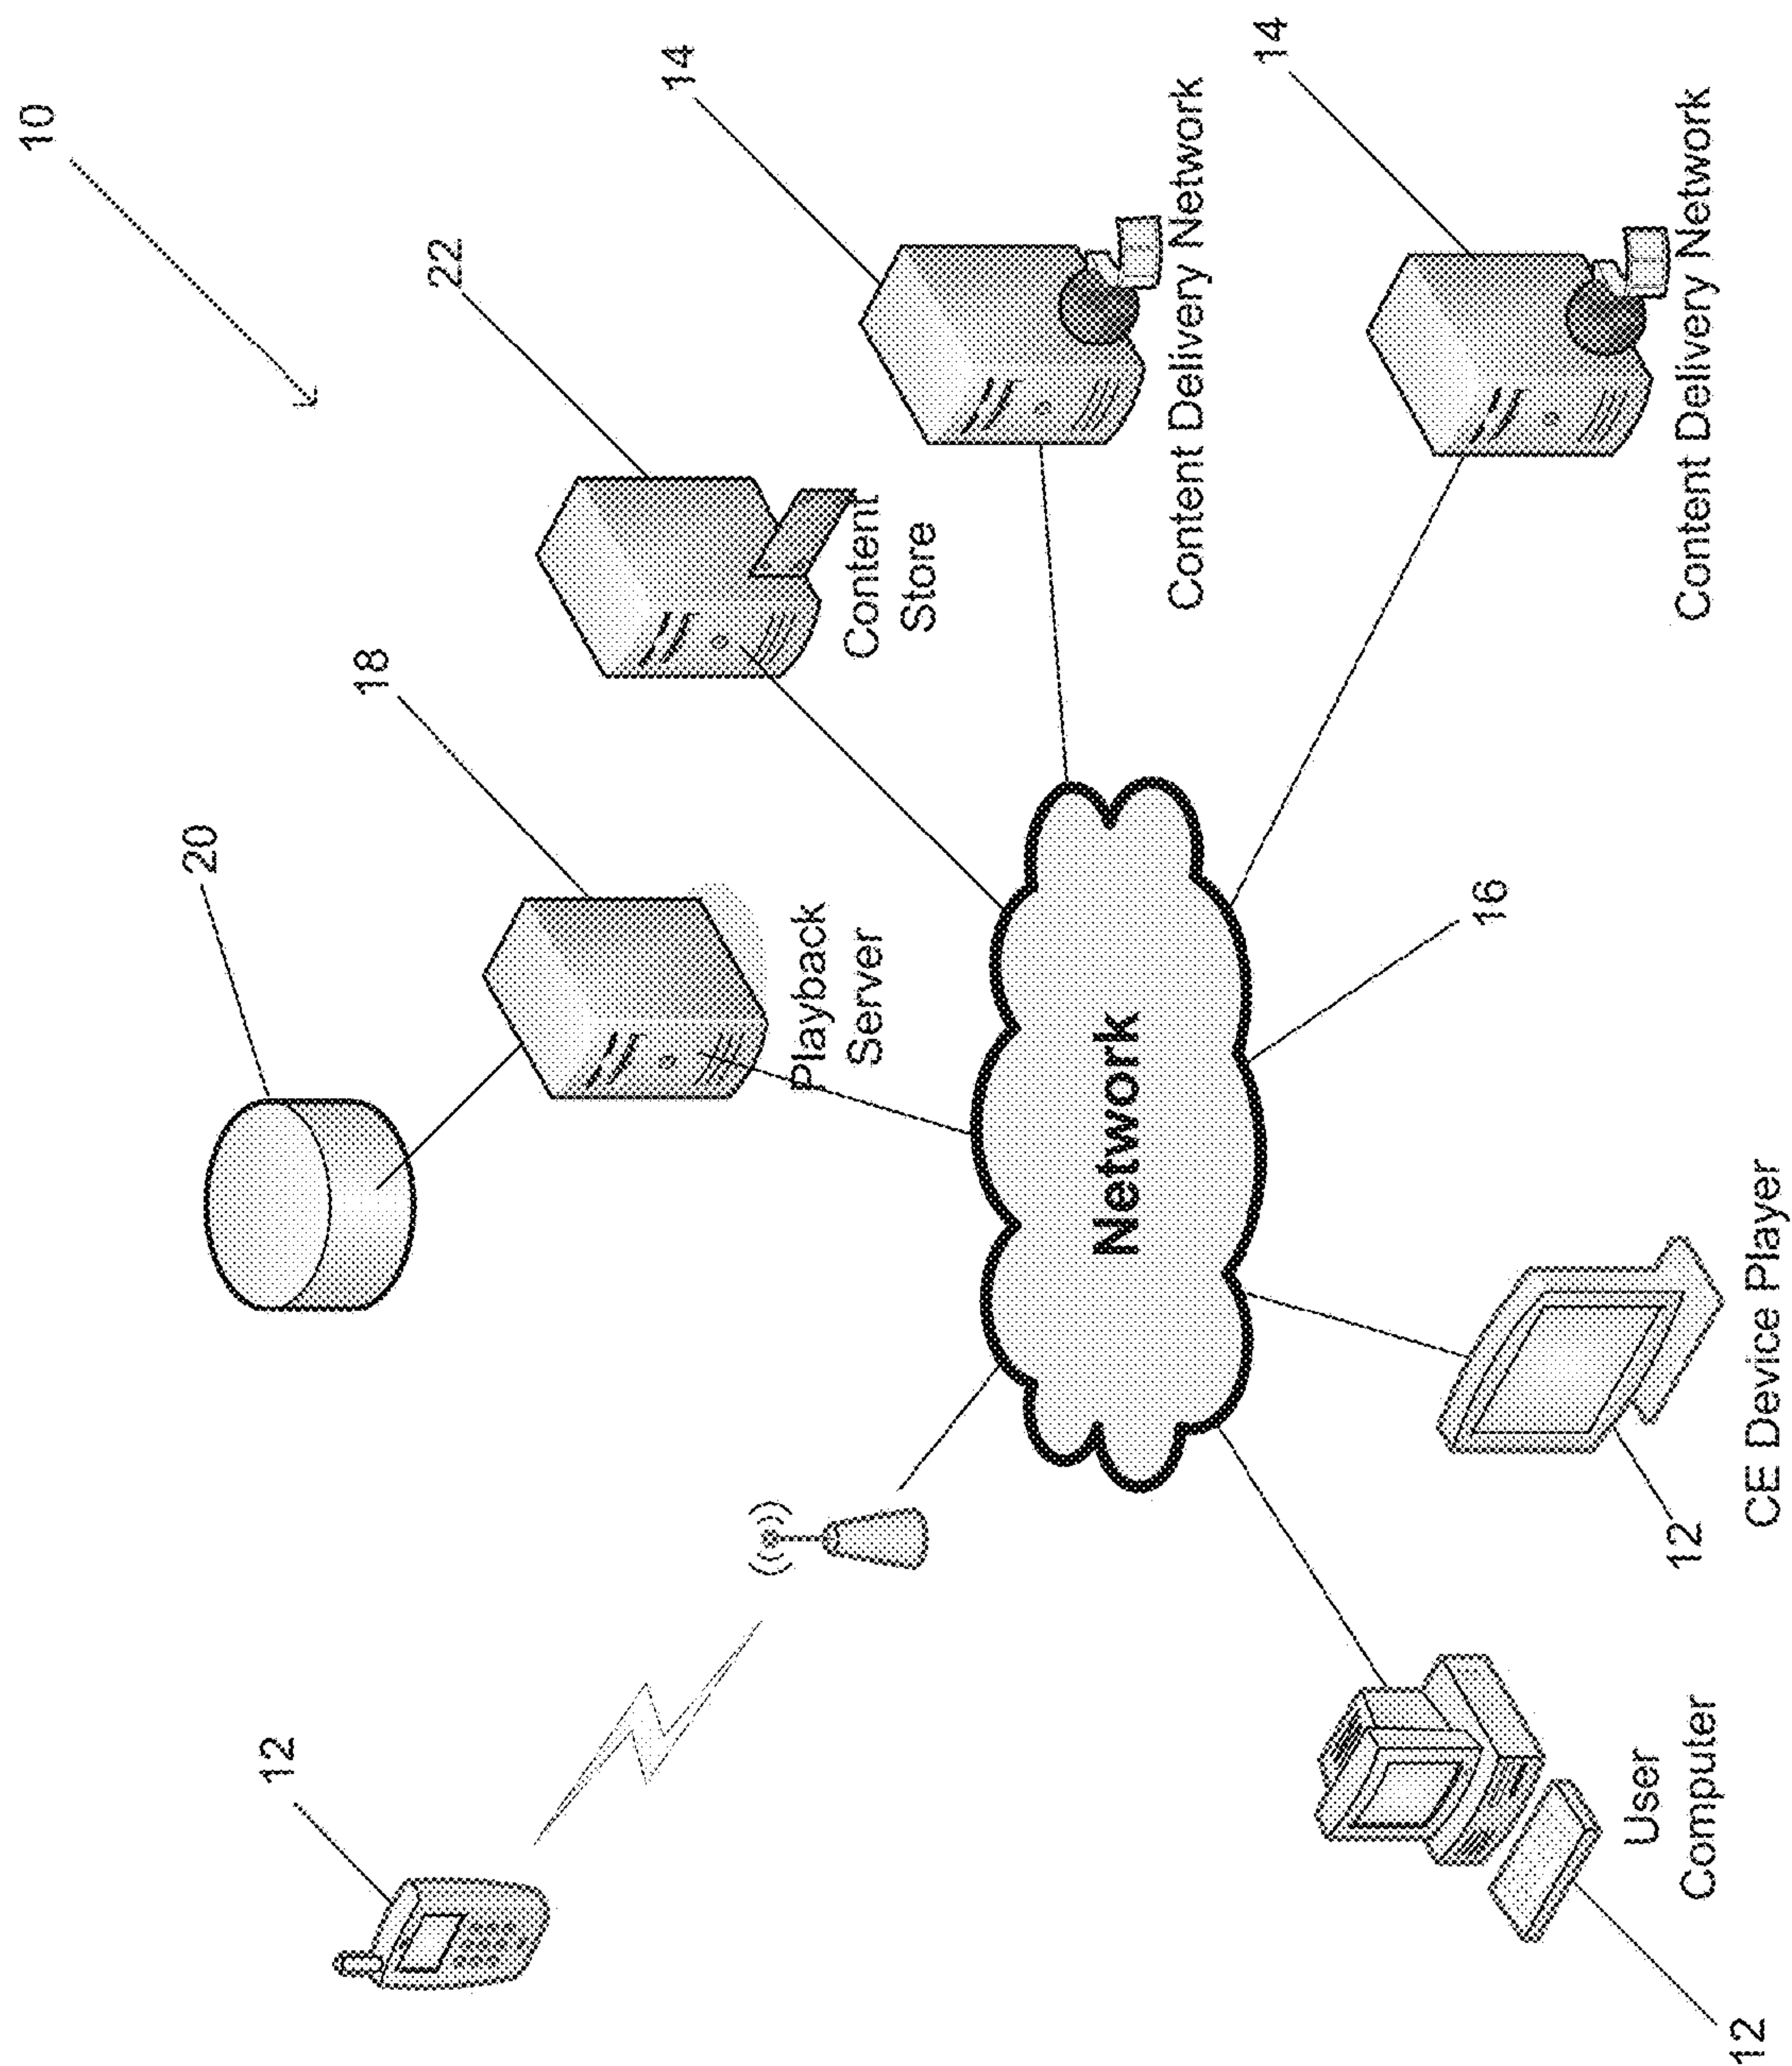 10
20
18
22
14
14
12
Playback
Server
Content
Store
Content Delivery Network
Content Delivery Network
Network
16
12
12
User
Computer
CE Device Player